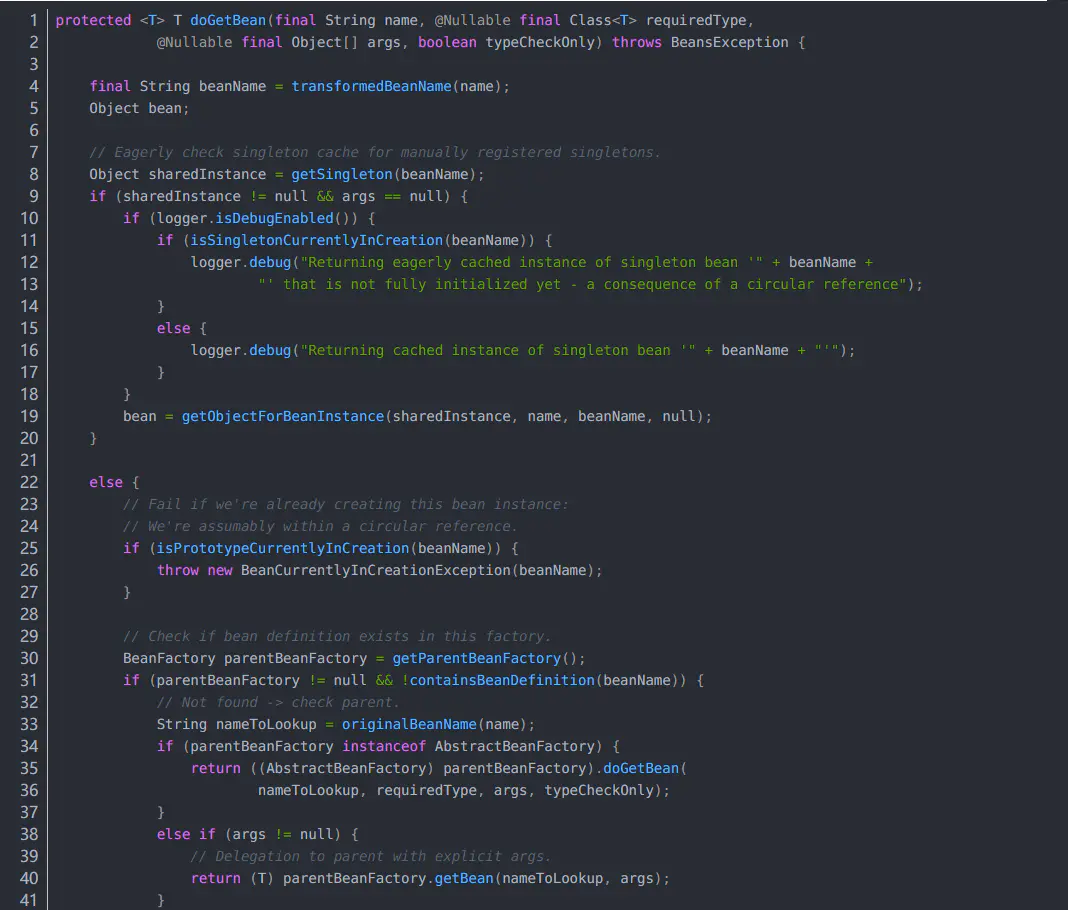 1 protected <T> T doGetBean(final String name, @Nullable final Class<T> requiredType,
2 @Nullable final Object[] args, boolean typeCheckOnly) throws BeansException {
3
4 final String beanName = transformedBeanName(name);
5 Object bean;
6
7 // Eagerly check singleton cache for manually registered singletons.
8 Object sharedInstance = getSingleton(beanName);
9 if (sharedInstance != null && args == null) {
10 if (logger.isDebugEnabled()) {
11 if (isSingletonCurrentlyInCreation(beanName)) {
12 logger.debug("Returning eagerly cached instance of singleton bean '" + beanName +
13 "' that is not fully initialized yet - a consequence of a circular reference");
14 }
15 else {
16 logger.debug("Returning cached instance of singleton bean '" + beanName + "'");
17 }
18 }
19 bean = getObjectForBeanInstance(sharedInstance, name, beanName, null);
20 }
21
22 else {
23 // Fail if we're already creating this bean instance:
24 // We're assumably within a circular reference.
25 if (isPrototypeCurrentlyInCreation(beanName)) {
26 throw new BeanCurrentlyInCreationException(beanName);
27 }
28
29 // Check if bean definition exists in this factory.
30 BeanFactory parentBeanFactory = getParentBeanFactory();
31 if (parentBeanFactory != null && !containsBeanDefinition(beanName)) {
32 // Not found -> check parent.
33 String nameToLookup = originalBeanName(name);
34 if (parentBeanFactory instanceof AbstractBeanFactory) {
35 return ((AbstractBeanFactory) parentBeanFactory).doGetBean(
36 nameToLookup, requiredType, args, typeCheckOnly);
37 }
38 else if (args != null) {
39 // Delegation to parent with explicit args.
40 return (T) parentBeanFactory.getBean(nameToLookup, args);
41 }